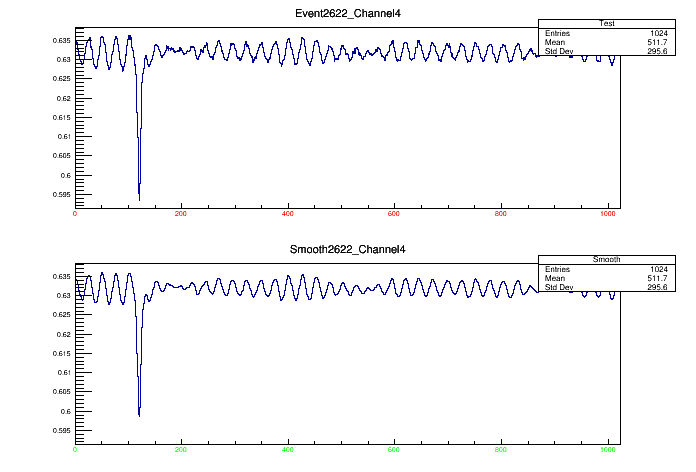 Event2622_Channel4
Test
Entries 1024
Mean 511.7
Std Dev 295.6
0.635
0.63
0.625
0.62
0.615
0.61
0.605
0.6
0.595
0 200 400 600 800 1000
Smooth2622_Channel4
Smooth
Entries 1024
Mean 511.7
Std Dev 295.6
0.635
0.63
0.625
0.62
0.615
0.61
0.605
0.6
0.595
0 200 400 600 800 1000